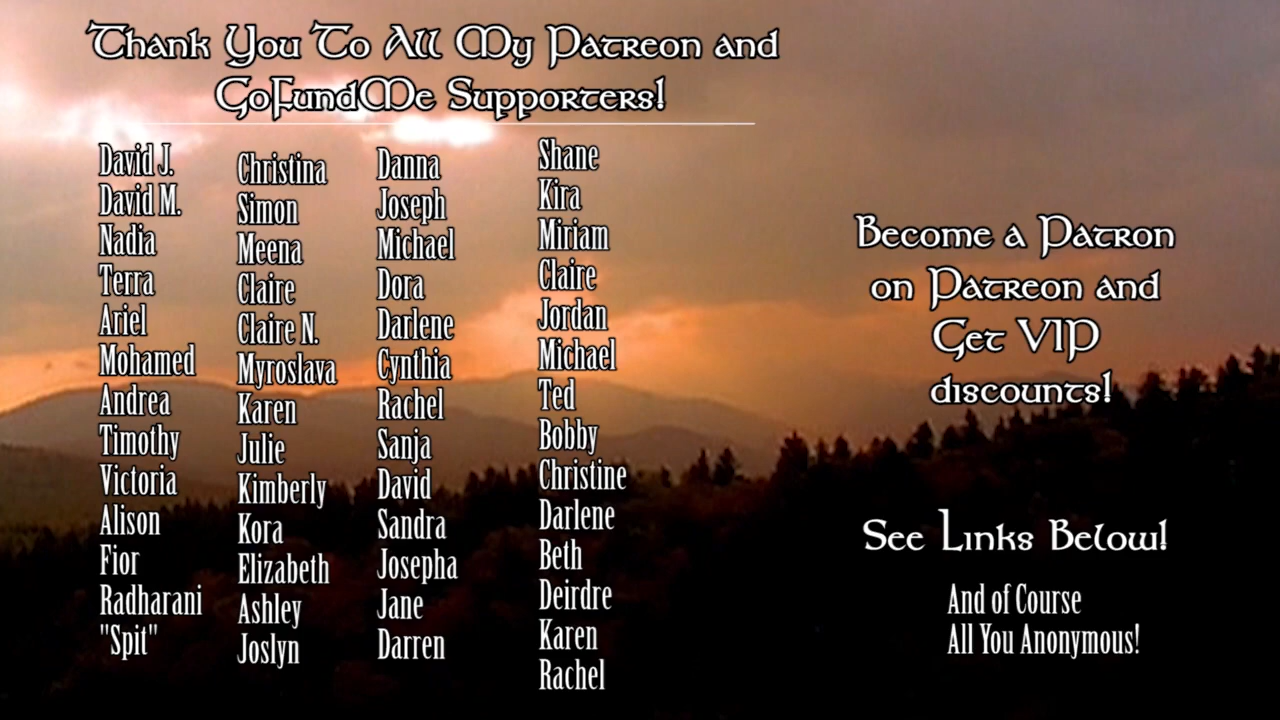 Thank You To All My Patreon and
GoFundMe Supporters!
David J.
David M.
Nadia
Terra
Ariel
Mohamed
Andrea
Timothy
Victoria
Alison
Fior
Radharani
"Spit"
Christina
Simon
Meena
Claire
Claire N.
Myroslava
Karen
Julie
Kimberly
Kora
Elizabeth
Ashley
Joslyn
Danna
Joseph
Michael
Dora
Darlene
Cynthia
Rachel
Sanja
David
Sandra
Josepha
Jane
Darren
Shane
Kira
Miriam
Claire
Jordan
Michael
Ted
Bobby
Christine
Darlene
Beth
Deirdre
Karen
Rachel
Become a Patron
on Patreon and
Get VIP
discounts!
See Links Below!
And of Course
All You Anonymous!